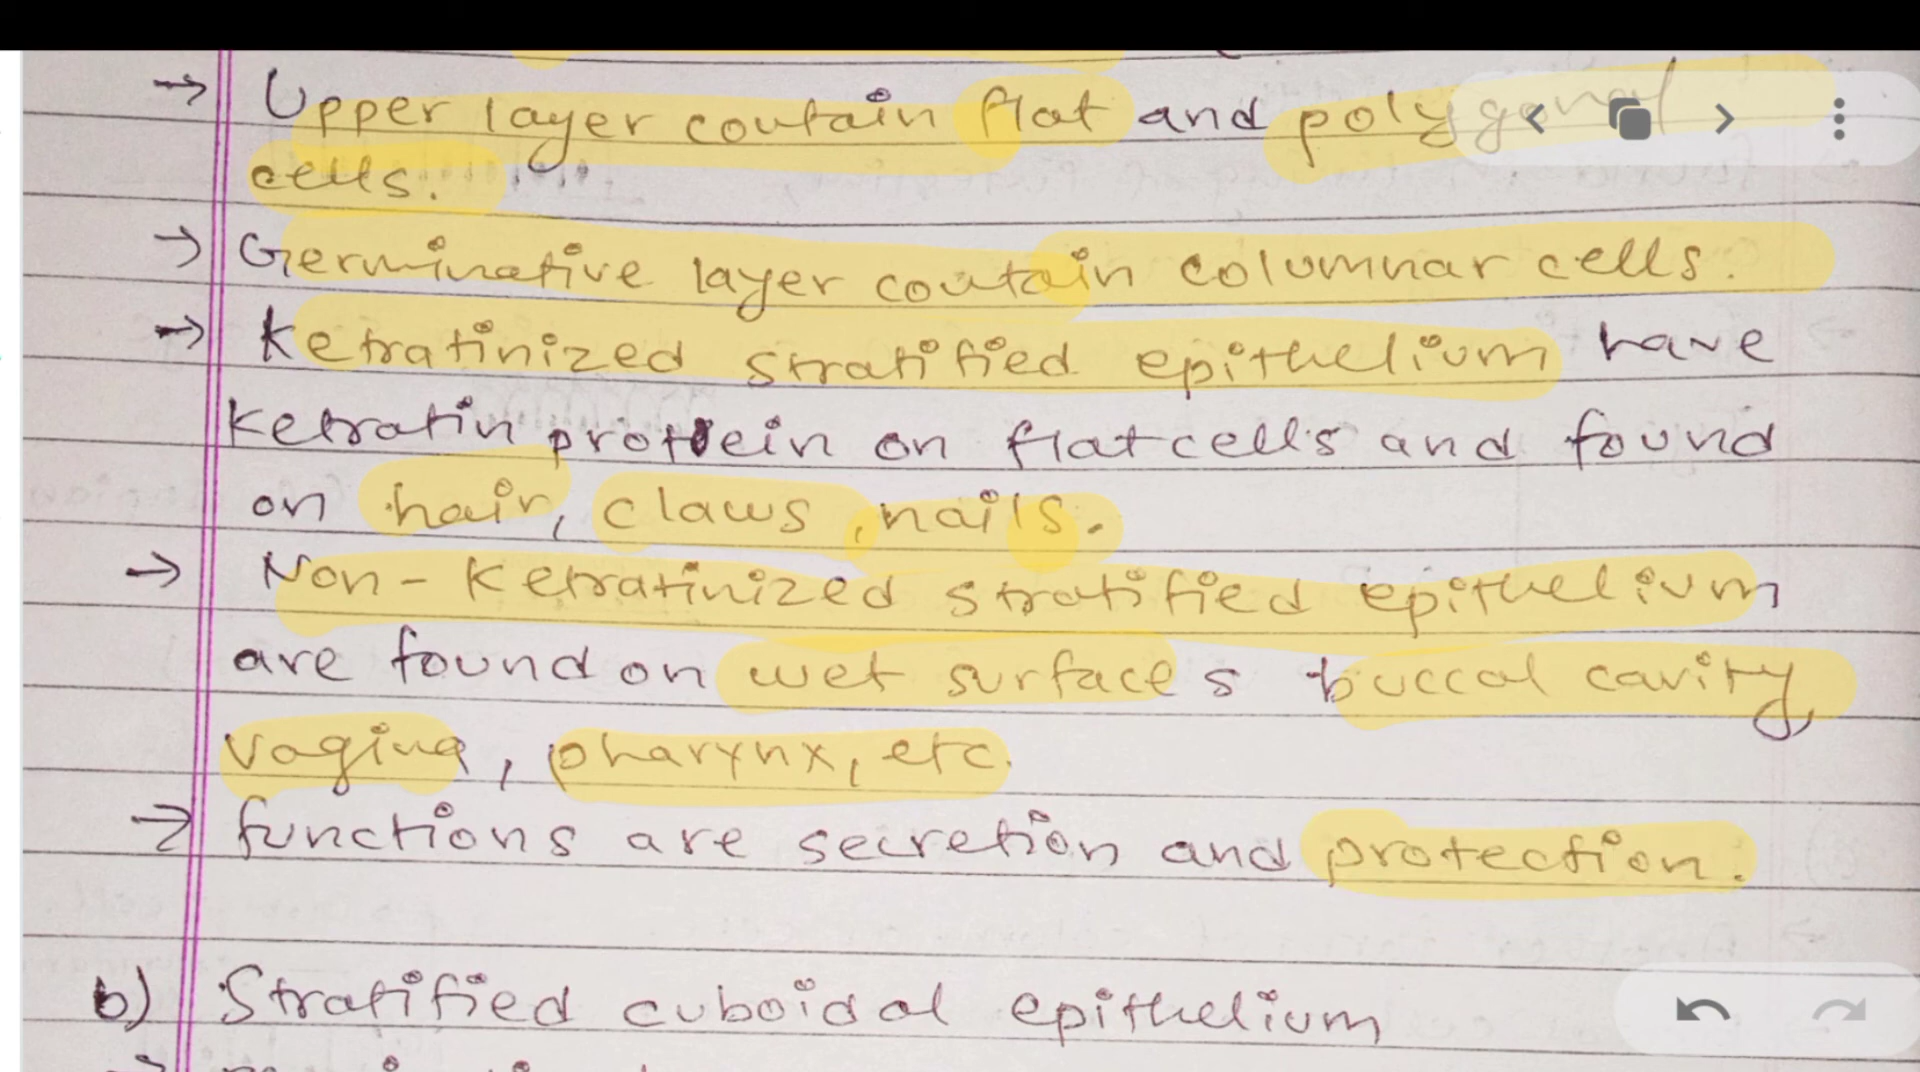 → Upper layer contain flat and polygonal
cells.
→ Germinative layer contain columnar cells.
→ Ketratinized stratified epithelium have
Ketratin protein on flat cells and found
on hair, claws, nails.
→ Non-Ketratinized stratified epithelium
are found on wet surfaces buccal cavity,
vagina, pharynx, etc.
→ functions are secretion and protection.
b) Stratified cuboidal epithelium